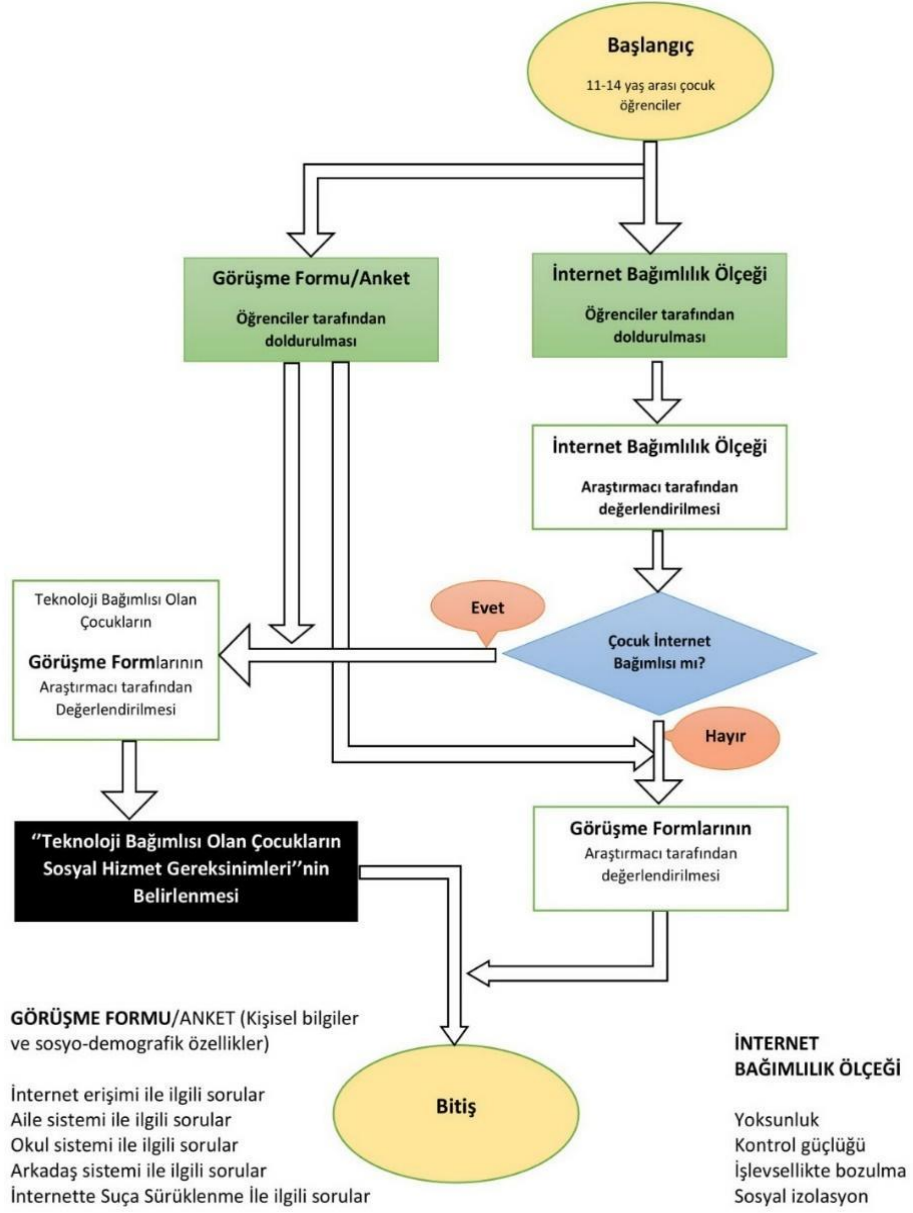 Başlangıç
11-14 yaş arası çocuk
öğrenciler
Görüşme Formu/Anket
Öğrenciler tarafından
doldurulması
İnternet Bağımlılık Ölçeği
Öğrenciler tarafından
doldurulması
İnternet Bağımlılık Ölçeği
Araştırmacı tarafından
değerlendirilmesi
Evet
Çocuk İnternet
Bağımlısı mı?
Teknoloji Bağımlısı Olan
Çocukların
Görüşme Formlarının
Araştırmacı tarafından
Değerlendirilmesi
Hayır
Görüşme Formlarının
Araştırmacı tarafından
değerlendirilmesi
‘’Teknoloji Bağımlısı Olan Çocukların
Sosyal Hizmet Gereksinimleri’’nin
Belirlenmesi
GÖRÜŞME FORMU/ANKET (Kişisel bilgiler
ve sosyo-demografik özellikler)
İnternet erişimi ile ilgili sorular
Aile sistemi ile ilgili sorular
Okul sistemi ile ilgili sorular
Arkadaş sistemi ile ilgili sorular
İnternette Suça Sürüklenme İle ilgili sorular
Bitiş
İNTERNET
BAĞIMLILIK ÖLÇEĞİ
Yoksunluk
Kontrol güçlüğü
İşlevsellikte bozulma
Sosyal izolasyon